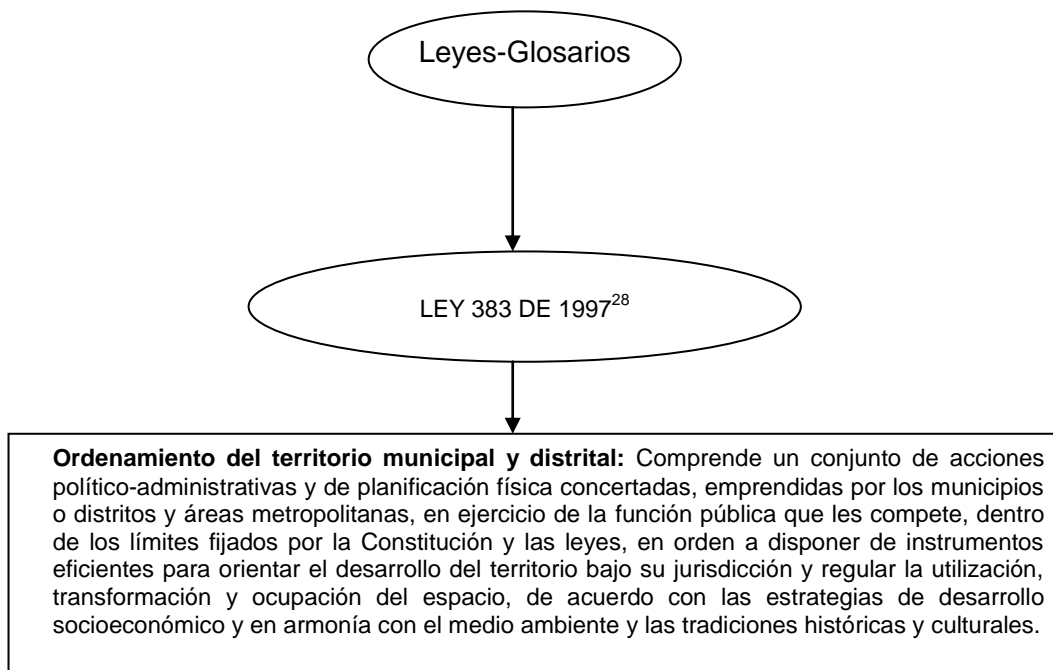 Leyes-Glosarios
LEY 383 DE 1997²⁸
Ordenamiento del territorio municipal y distrital: Comprende un conjunto de acciones
político-administrativas y de planificación física concertadas, emprendidas por los municipios
o distritos y áreas metropolitanas, en ejercicio de la función pública que les compete, dentro
de los límites fijados por la Constitución y las leyes, en orden a disponer de instrumentos
eficientes para orientar el desarrollo del territorio bajo su jurisdicción y regular la utilización,
transformación y ocupación del espacio, de acuerdo con las estrategias de desarrollo
socioeconómico y en armonía con el medio ambiente y las tradiciones históricas y culturales.